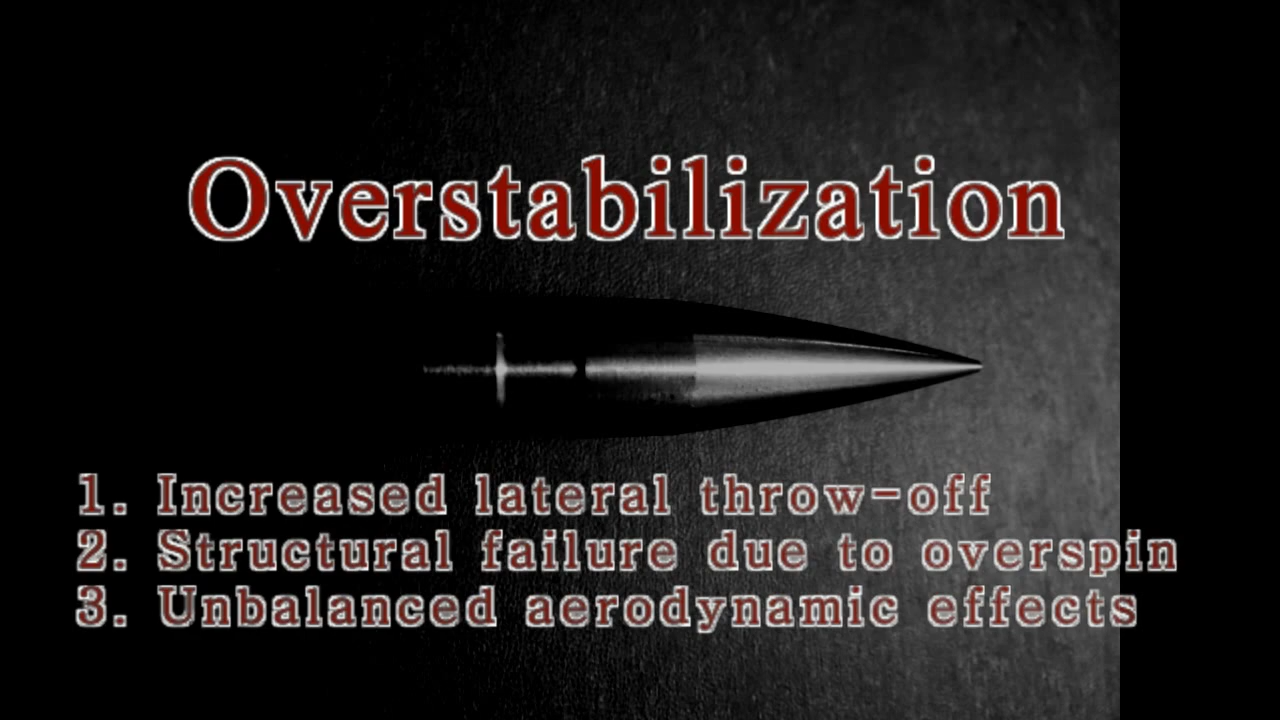 Overstabilization
1. Increased lateral throw-off
2. Structural failure due to overspin
3. Unbalanced aerodynamic effects